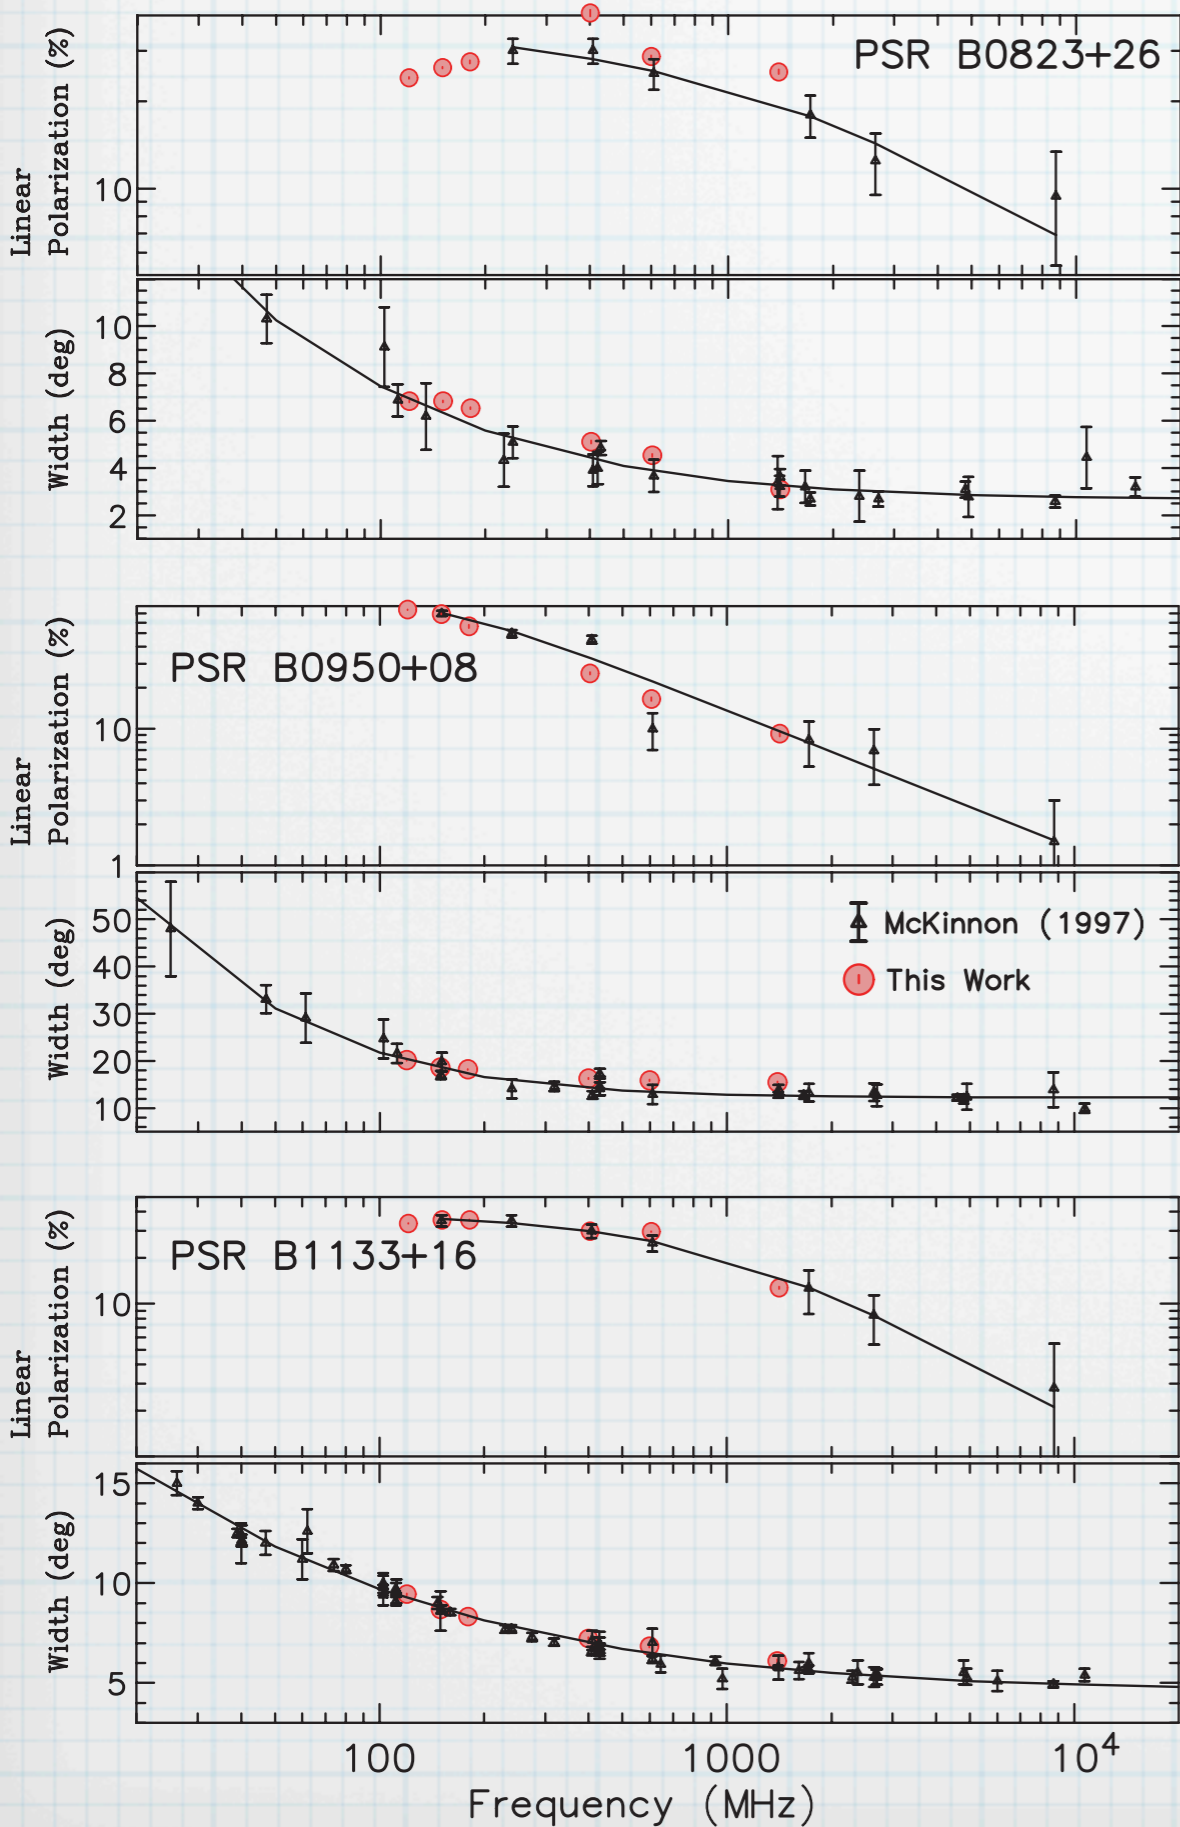 Linear
Polarization (%)
PSR B0823+26
10
Width (deg)
10
8
6
4
2
Linear
Polarization (%)
PSR B0950+08
10
1
Width (deg)
50
40
30
20
10
McKinnon (1997)
This Work
Linear
Polarization (%)
PSR B1133+16
10
Width (deg)
15
10
5
100 1000 10⁴
Frequency (MHz)